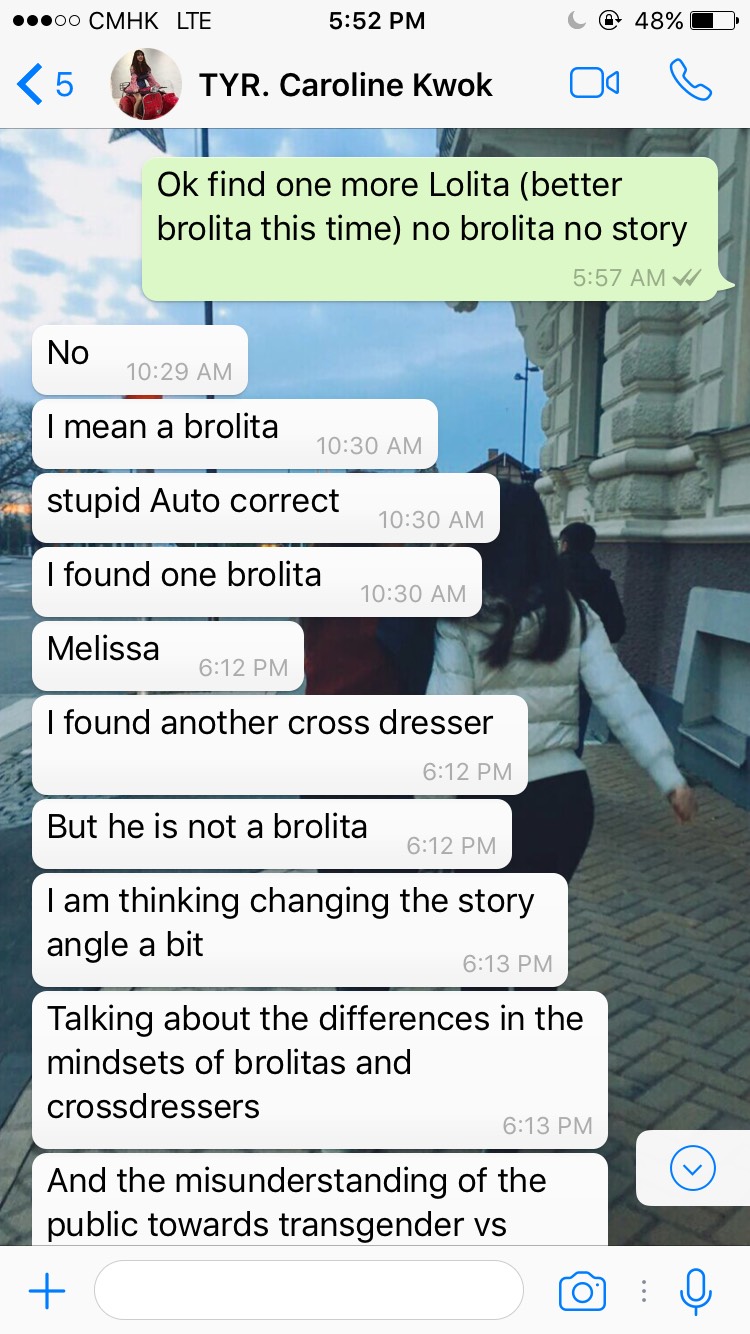 CMHK LTE 5:52 PM 48%
5 TYR. Caroline Kwok
Ok find one more Lolita (better
brolita this time) no brolita no story
5:57 AM
No
10:29 AM
I mean a brolita
10:30 AM
stupid Auto correct
10:30 AM
I found one brolita
10:30 AM
Melissa
6:12 PM
I found another cross dresser
6:12 PM
But he is not a brolita
6:12 PM
I am thinking changing the story
angle a bit
6:13 PM
Talking about the differences in the
mindsets of brolitas and
crossdressers
6:13 PM
And the misunderstanding of the
public towards transgender vs